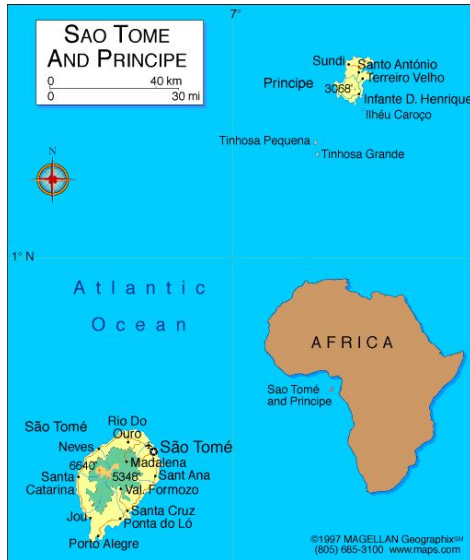 7°
SAO TOME
AND PRINCIPE
0 40 km
0 30 mi
Sundi
Santo António
Terreiro Velho
Principe
3068'
Infante D. Henrique
Ilhéu Caroço
Tinhosa Pequena
Tinhosa Grande
N
1° N
Atlantic
Ocean
AFRICA
Sao Tomé
and Principe
São Tomé
Rio Do
Ouro
São Tomé
Neves
Madalena
6640'
5348'
Sant Ana
Santa
Catarina
Val. Formozo
Santa Cruz
Joú
Ponta do Ló
Porto Alegre
©1997 MAGELLAN Geographix℠
(805) 685-3100 www.maps.com